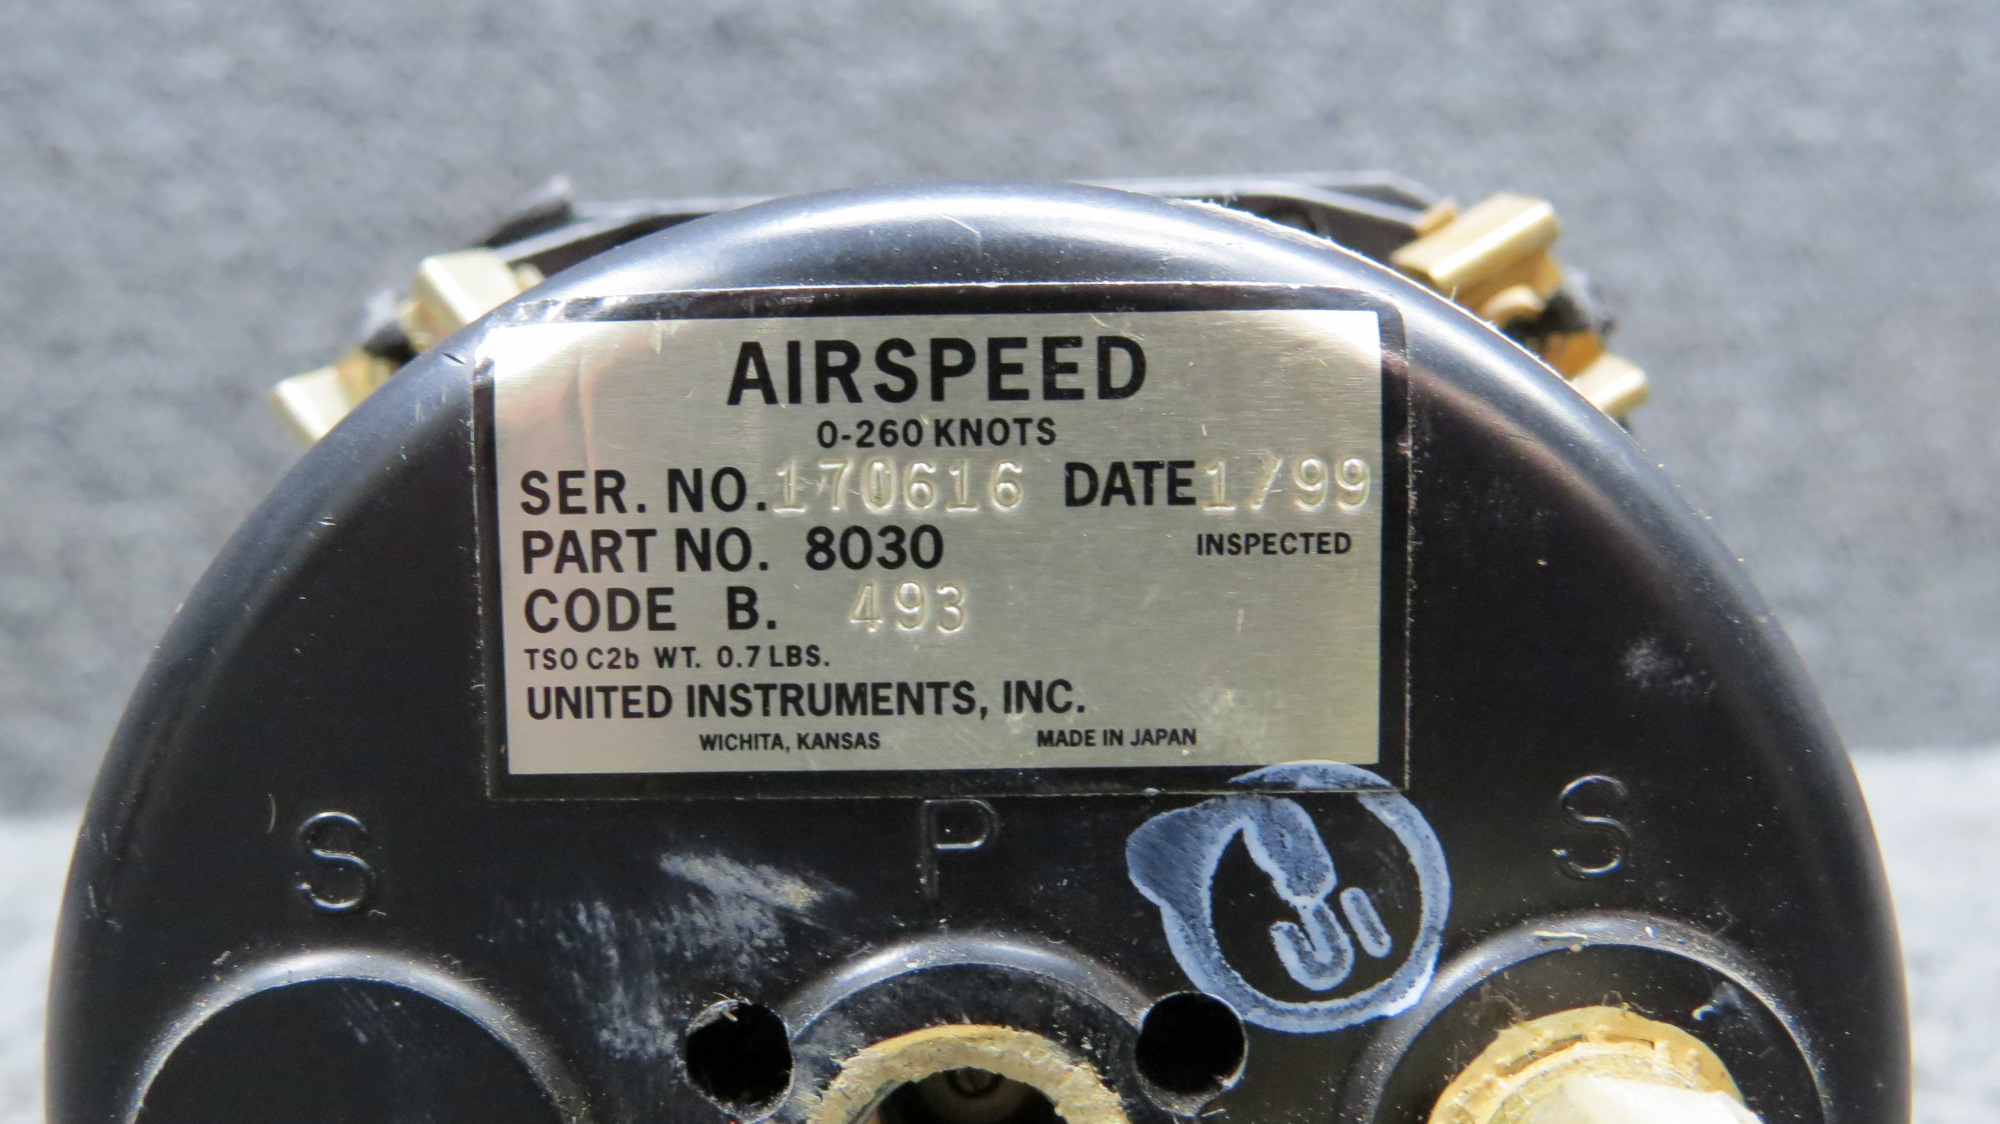 AIRSPEED
0-260 KNOTS
SER. NO. 170616 DATE 1/99
PART NO. 8030 INSPECTED
CODE B. 493
TSO C2b WT. 0.7 LBS.
UNITED INSTRUMENTS, INC.
WICHITA, KANSAS MADE IN JAPAN
S P S